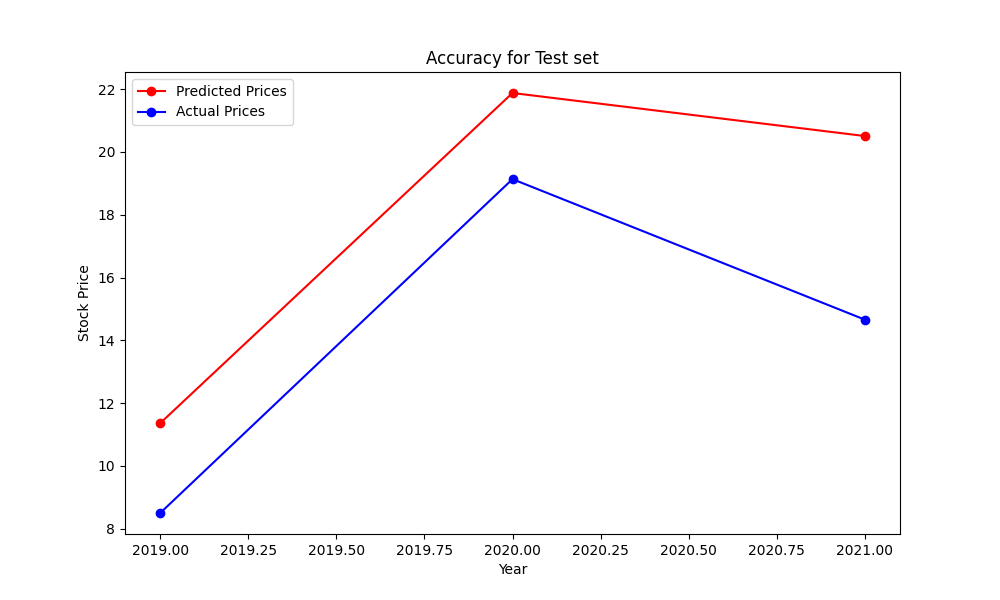 Accuracy for Test set
Predicted Prices
Actual Prices
22
20
18
16
14
12
10
8
Stock Price
2019.00 2019.25 2019.50 2019.75 2020.00 2020.25 2020.50 2020.75 2021.00
Year